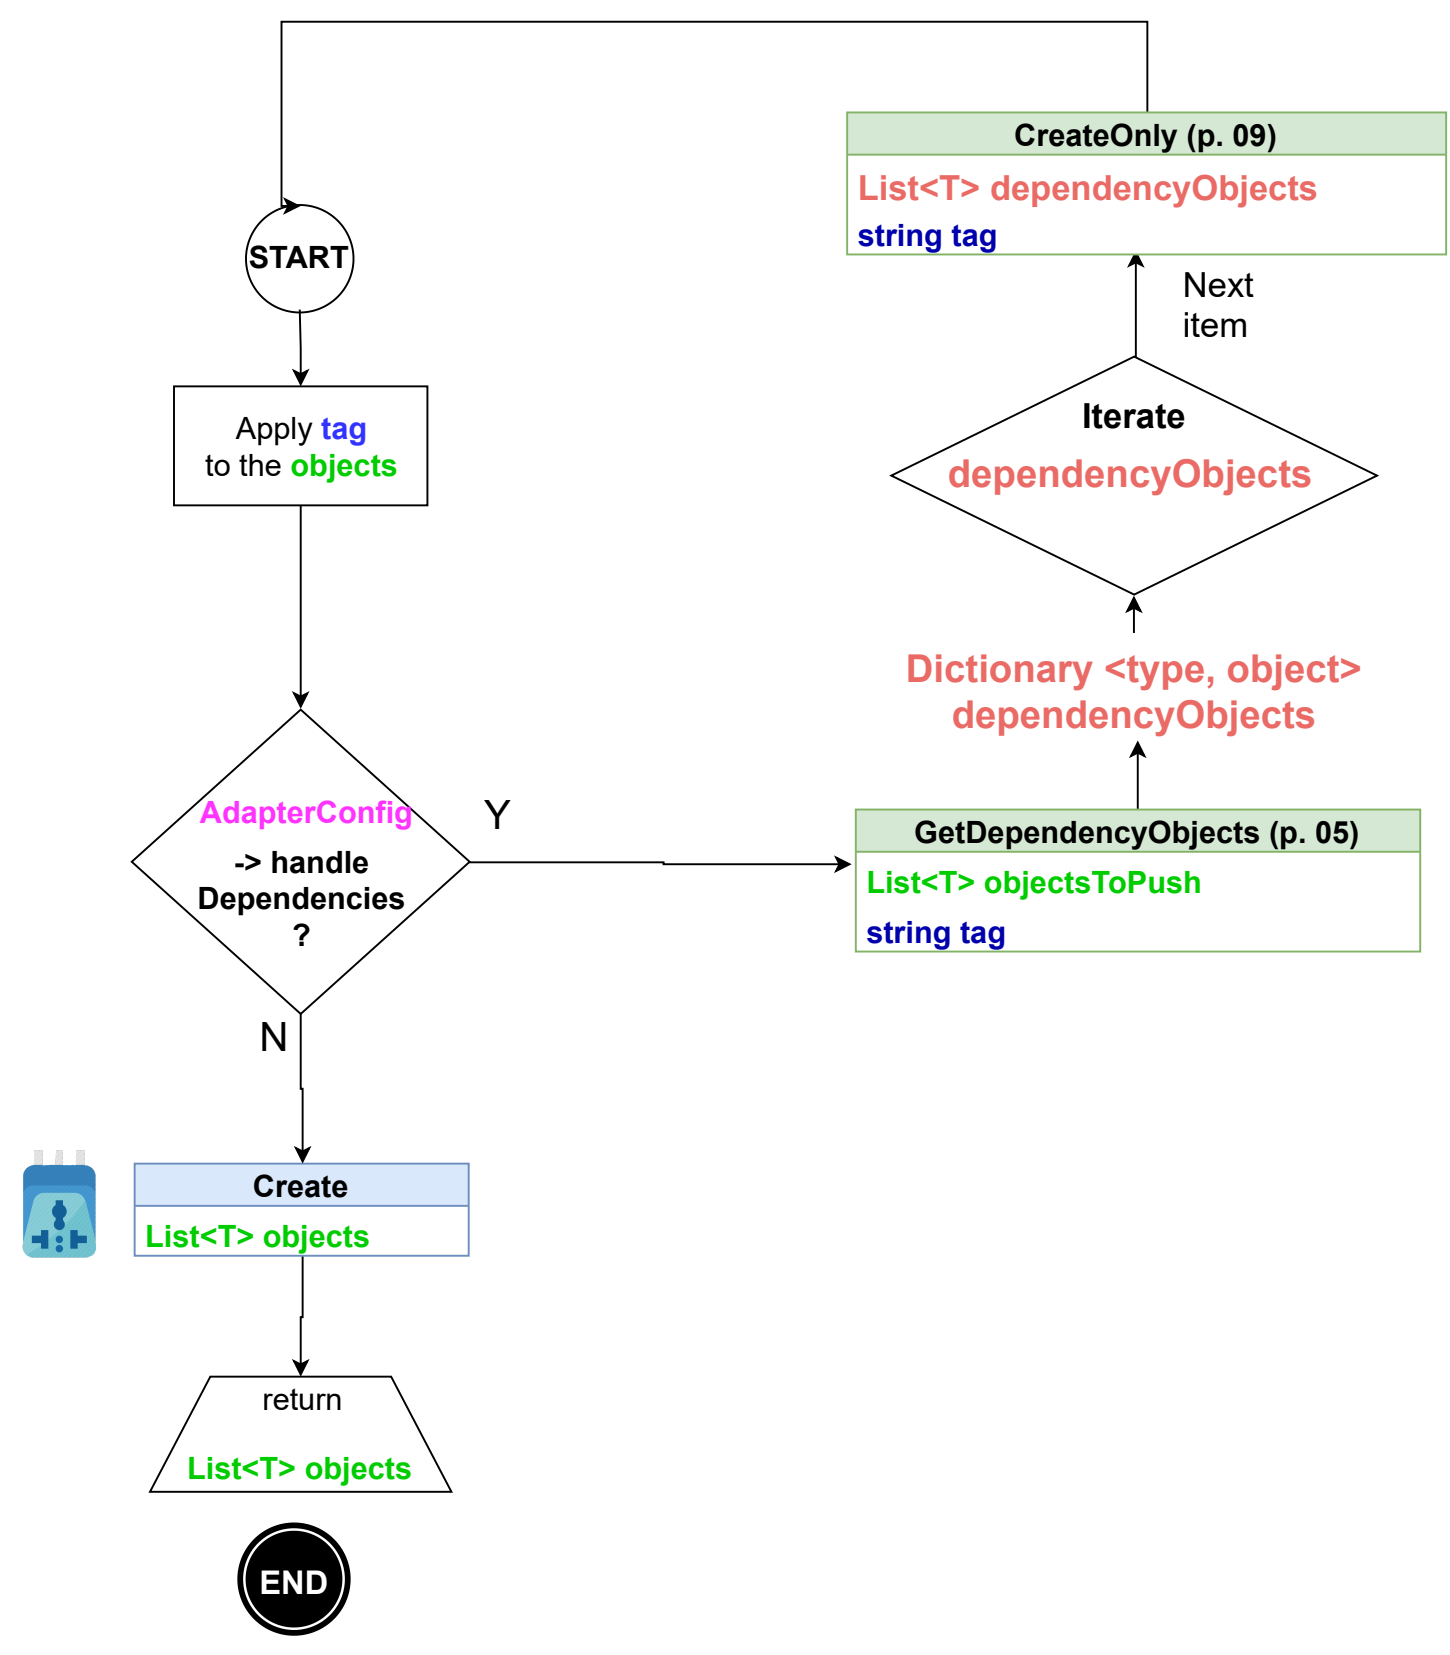 CreateOnly (p. 09)
List<T> dependencyObjects
string tag
START
Next
item
Apply tag
to the objects
Iterate
dependencyObjects
Dictionary <type, object>
dependencyObjects
AdapterConfig
-> handle
Dependencies
?
Y
GetDependencyObjects (p. 05)
List<T> objectsToPush
string tag
N
Create
List<T> objects
return
List<T> objects
END